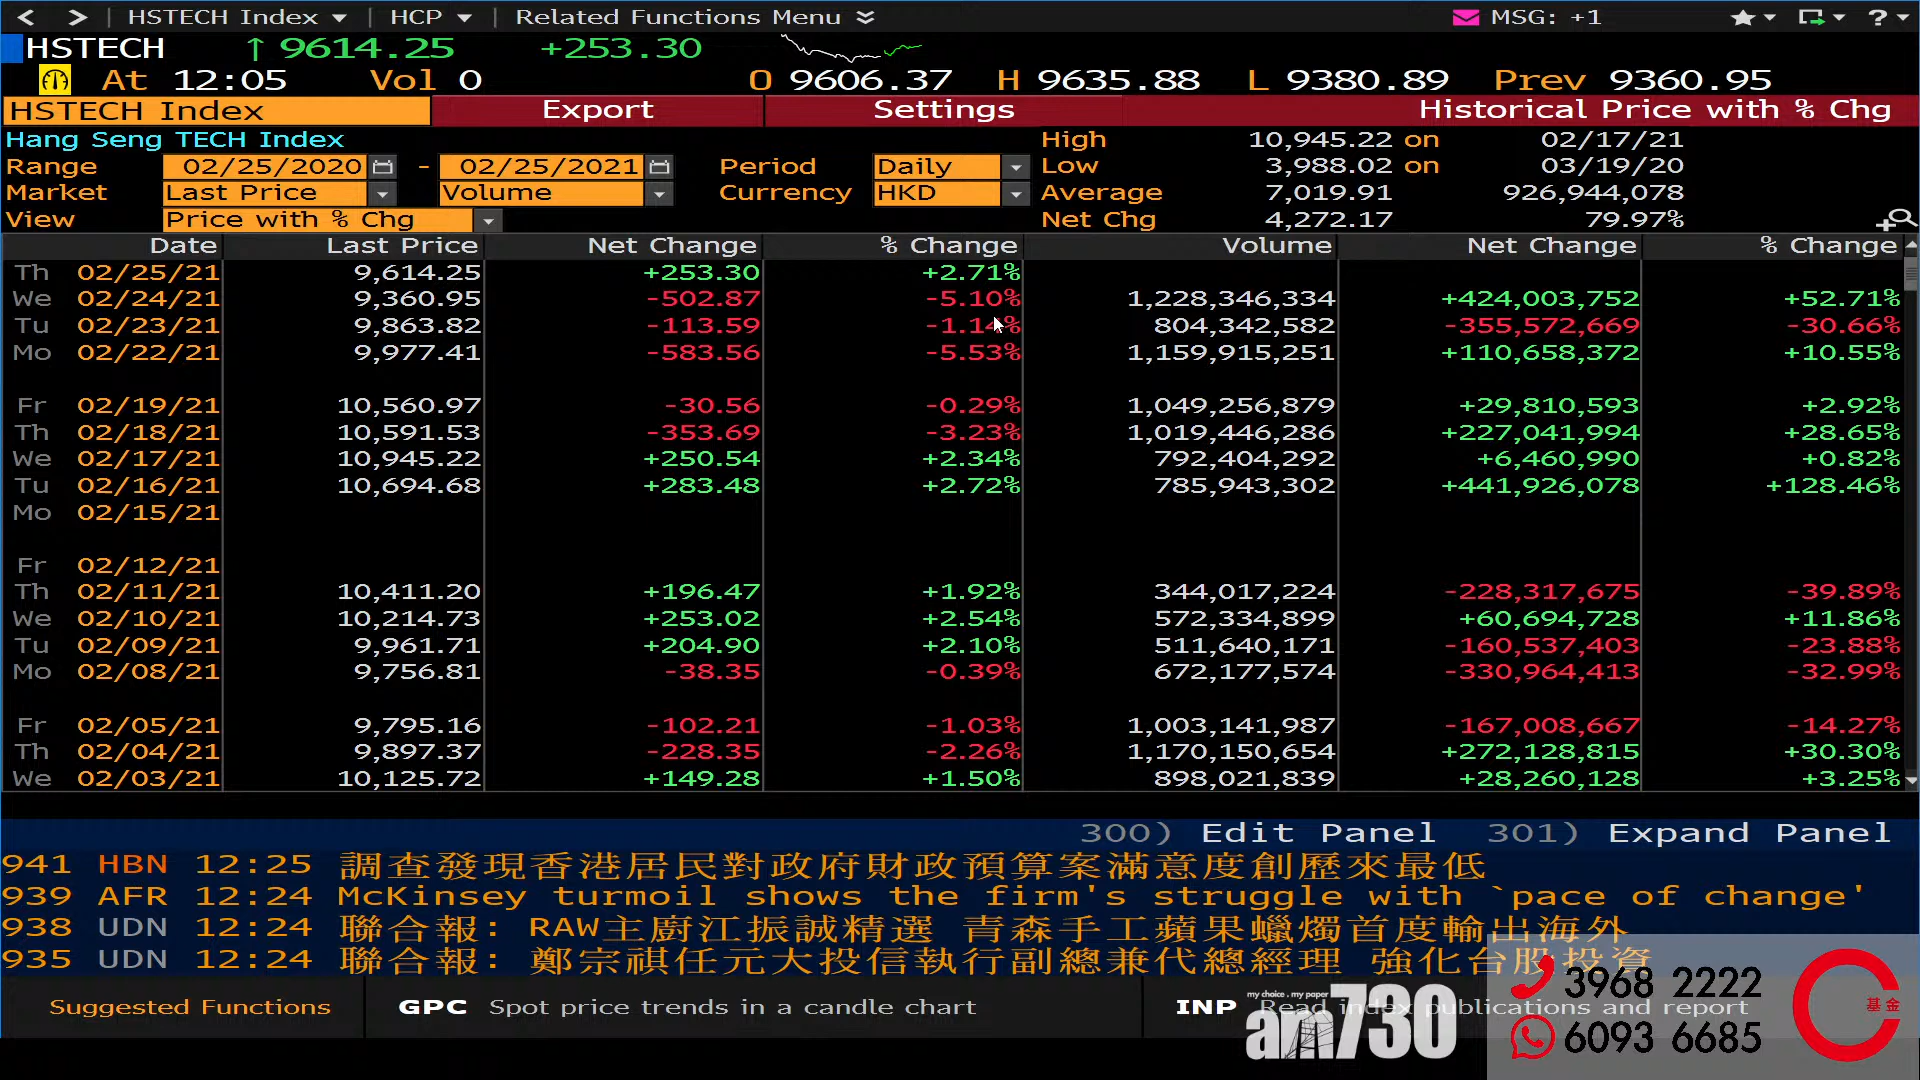 HSTECH Index HCP Related Functions Menu MSG: +1 ?
HSTECH ↑ 9614.25 +253.30
At 12:05 Vol 0 O 9606.37 H 9635.88 L 9380.89 Prev 9360.95
HSTECH Index Export Settings Historical Price with % Chg
Hang Seng TECH Index High 10,945.22 on 02/17/21
Range 02/25/2020 - 02/25/2021 Period Daily Low 3,988.02 on 03/19/20
Market Last Price Volume Currency HKD Average 7,019.91 926,944,078
View Price with % Chg Net Chg 4,272.17 79.97%
Date Last Price Net Change % Change Volume Net Change % Change
Th 02/25/21 9,614.25 +253.30 +2.71%
We 02/24/21 9,360.95 -502.87 -5.10% 1,228,346,334 +424,003,752 +52.71%
Tu 02/23/21 9,863.82 -113.59 -1.14% 804,342,582 -355,572,669 -30.66%
Mo 02/22/21 9,977.41 -583.56 -5.53% 1,159,915,251 +110,658,372 +10.55%
Fr 02/19/21 10,560.97 -30.56 -0.29% 1,049,256,879 +29,810,593 +2.92%
Th 02/18/21 10,591.53 -353.69 -3.23% 1,019,446,286 +227,041,994 +28.65%
We 02/17/21 10,945.22 +250.54 +2.34% 792,404,292 +6,460,990 +0.82%
Tu 02/16/21 10,694.68 +283.48 +2.72% 785,943,302 +441,926,078 +128.46%
Mo 02/15/21
Fr 02/12/21
Th 02/11/21 10,411.20 +196.47 +1.92% 344,017,224 -228,317,675 -39.89%
We 02/10/21 10,214.73 +253.02 +2.54% 572,334,899 +60,694,728 +11.86%
Tu 02/09/21 9,961.71 +204.90 +2.10% 511,640,171 -160,537,403 -23.88%
Mo 02/08/21 9,756.81 -38.35 -0.39% 672,177,574 -330,964,413 -32.99%
Fr 02/05/21 9,795.16 -102.21 -1.03% 1,003,141,987 -167,008,667 -14.27%
Th 02/04/21 9,897.37 -228.35 -2.26% 1,170,150,654 +272,128,815 +30.30%
We 02/03/21 10,125.72 +149.28 +1.50% 898,021,839 +28,260,128 +3.25%
300) Edit Panel 301) Expand Panel
941 HBN 12:25 調查發現香港居民對政府財政預算案滿意度創歷來最低
939 AFR 12:24 McKinsey turmoil shows the firm's struggle with `pace of change'
938 UDN 12:24 聯合報: RAW主廚江振誠精選 青森手工蘋果蠟燭首度輸出海外
935 UDN 12:24 聯合報: 鄭宗祺任元大投信執行副總兼代總經理 強化台股投資
Suggested Functions GPC Spot price trends in a candle chart INP Read index publications and report
my choice . my paper
am730
3968 2222
6093 6685
基金